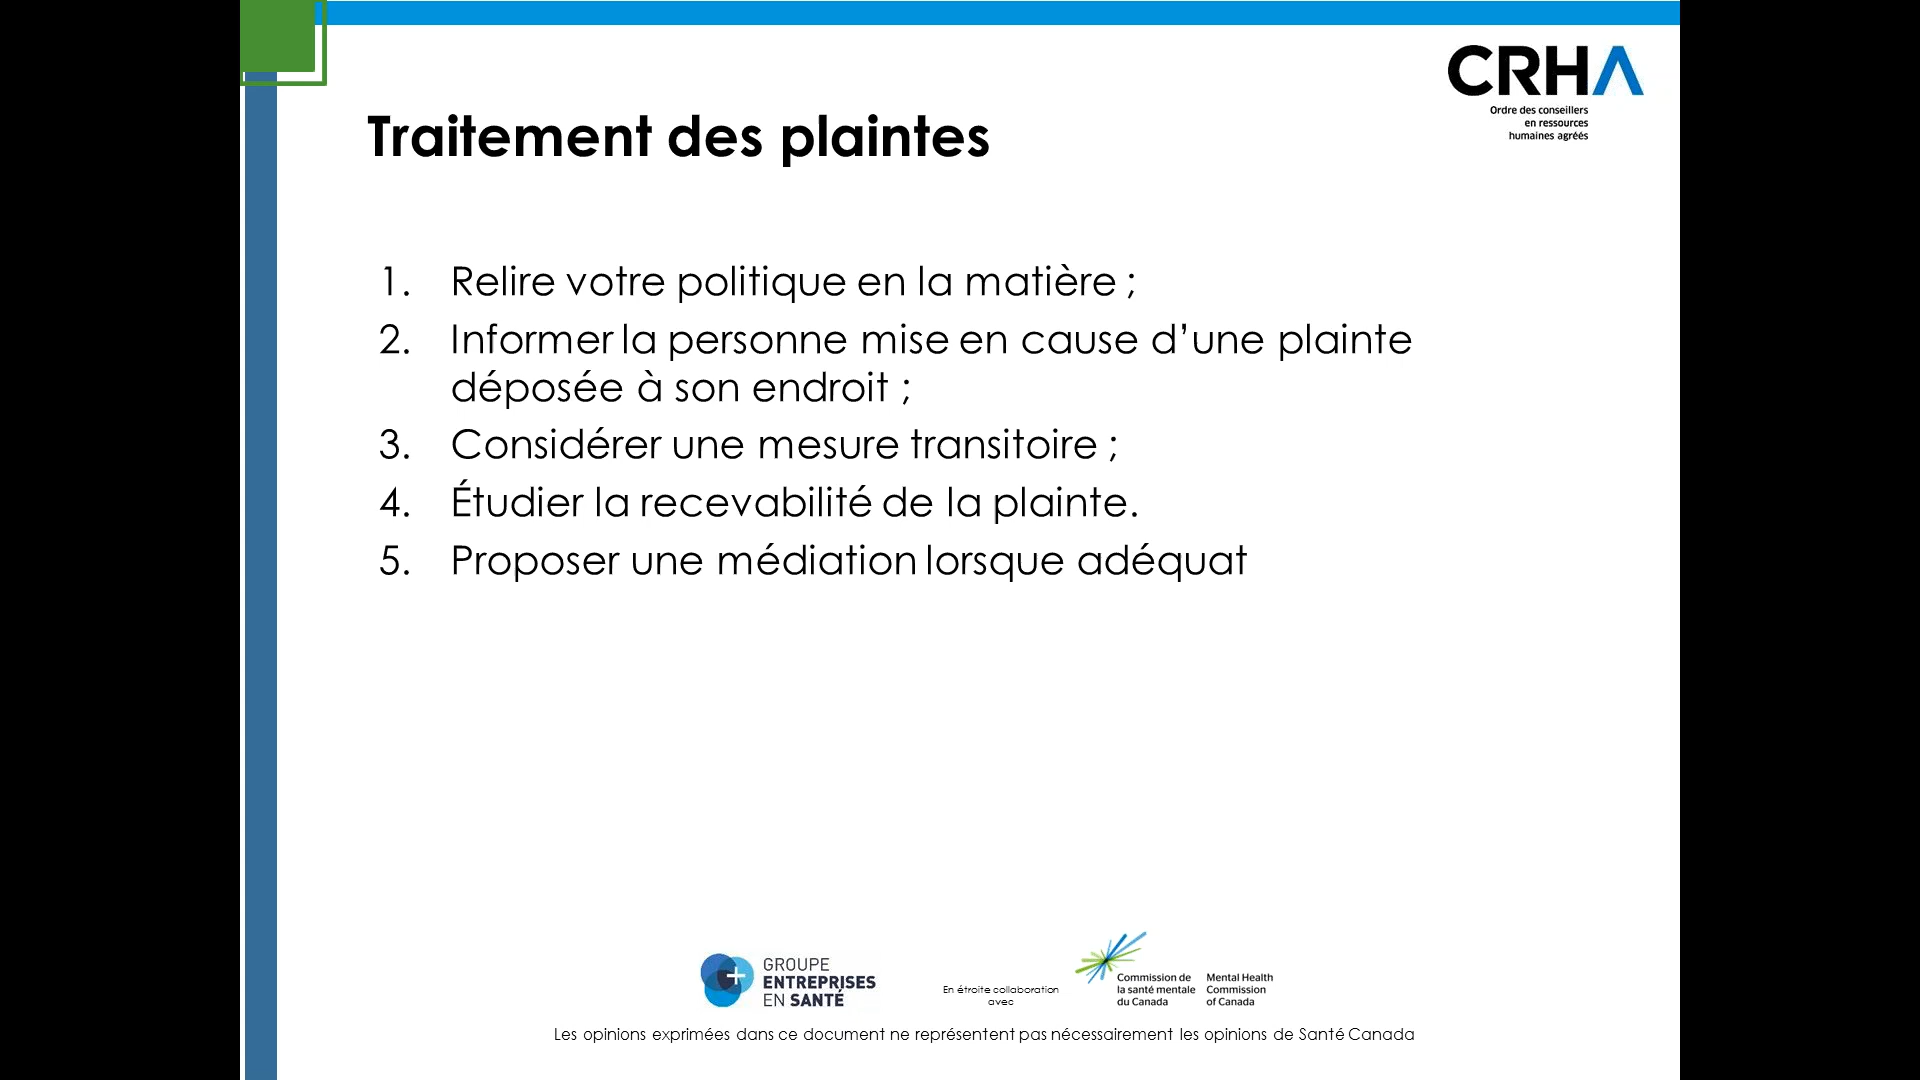 CRHA
Ordre des conseillers
en ressources
humaines agréés
Traitement des plaintes
1. Relire votre politique en la matière ;
2. Informer la personne mise en cause d’une plainte
déposée à son endroit ;
3. Considérer une mesure transitoire ;
4. Étudier la recevabilité de la plainte.
5. Proposer une médiation lorsque adéquat
GROUPE
ENTREPRISES
EN SANTÉ
En étroite collaboration
avec
Commission de
la santé mentale
du Canada
Mental Health
Commission
of Canada
Les opinions exprimées dans ce document ne représentent pas nécessairement les opinions de Santé Canada